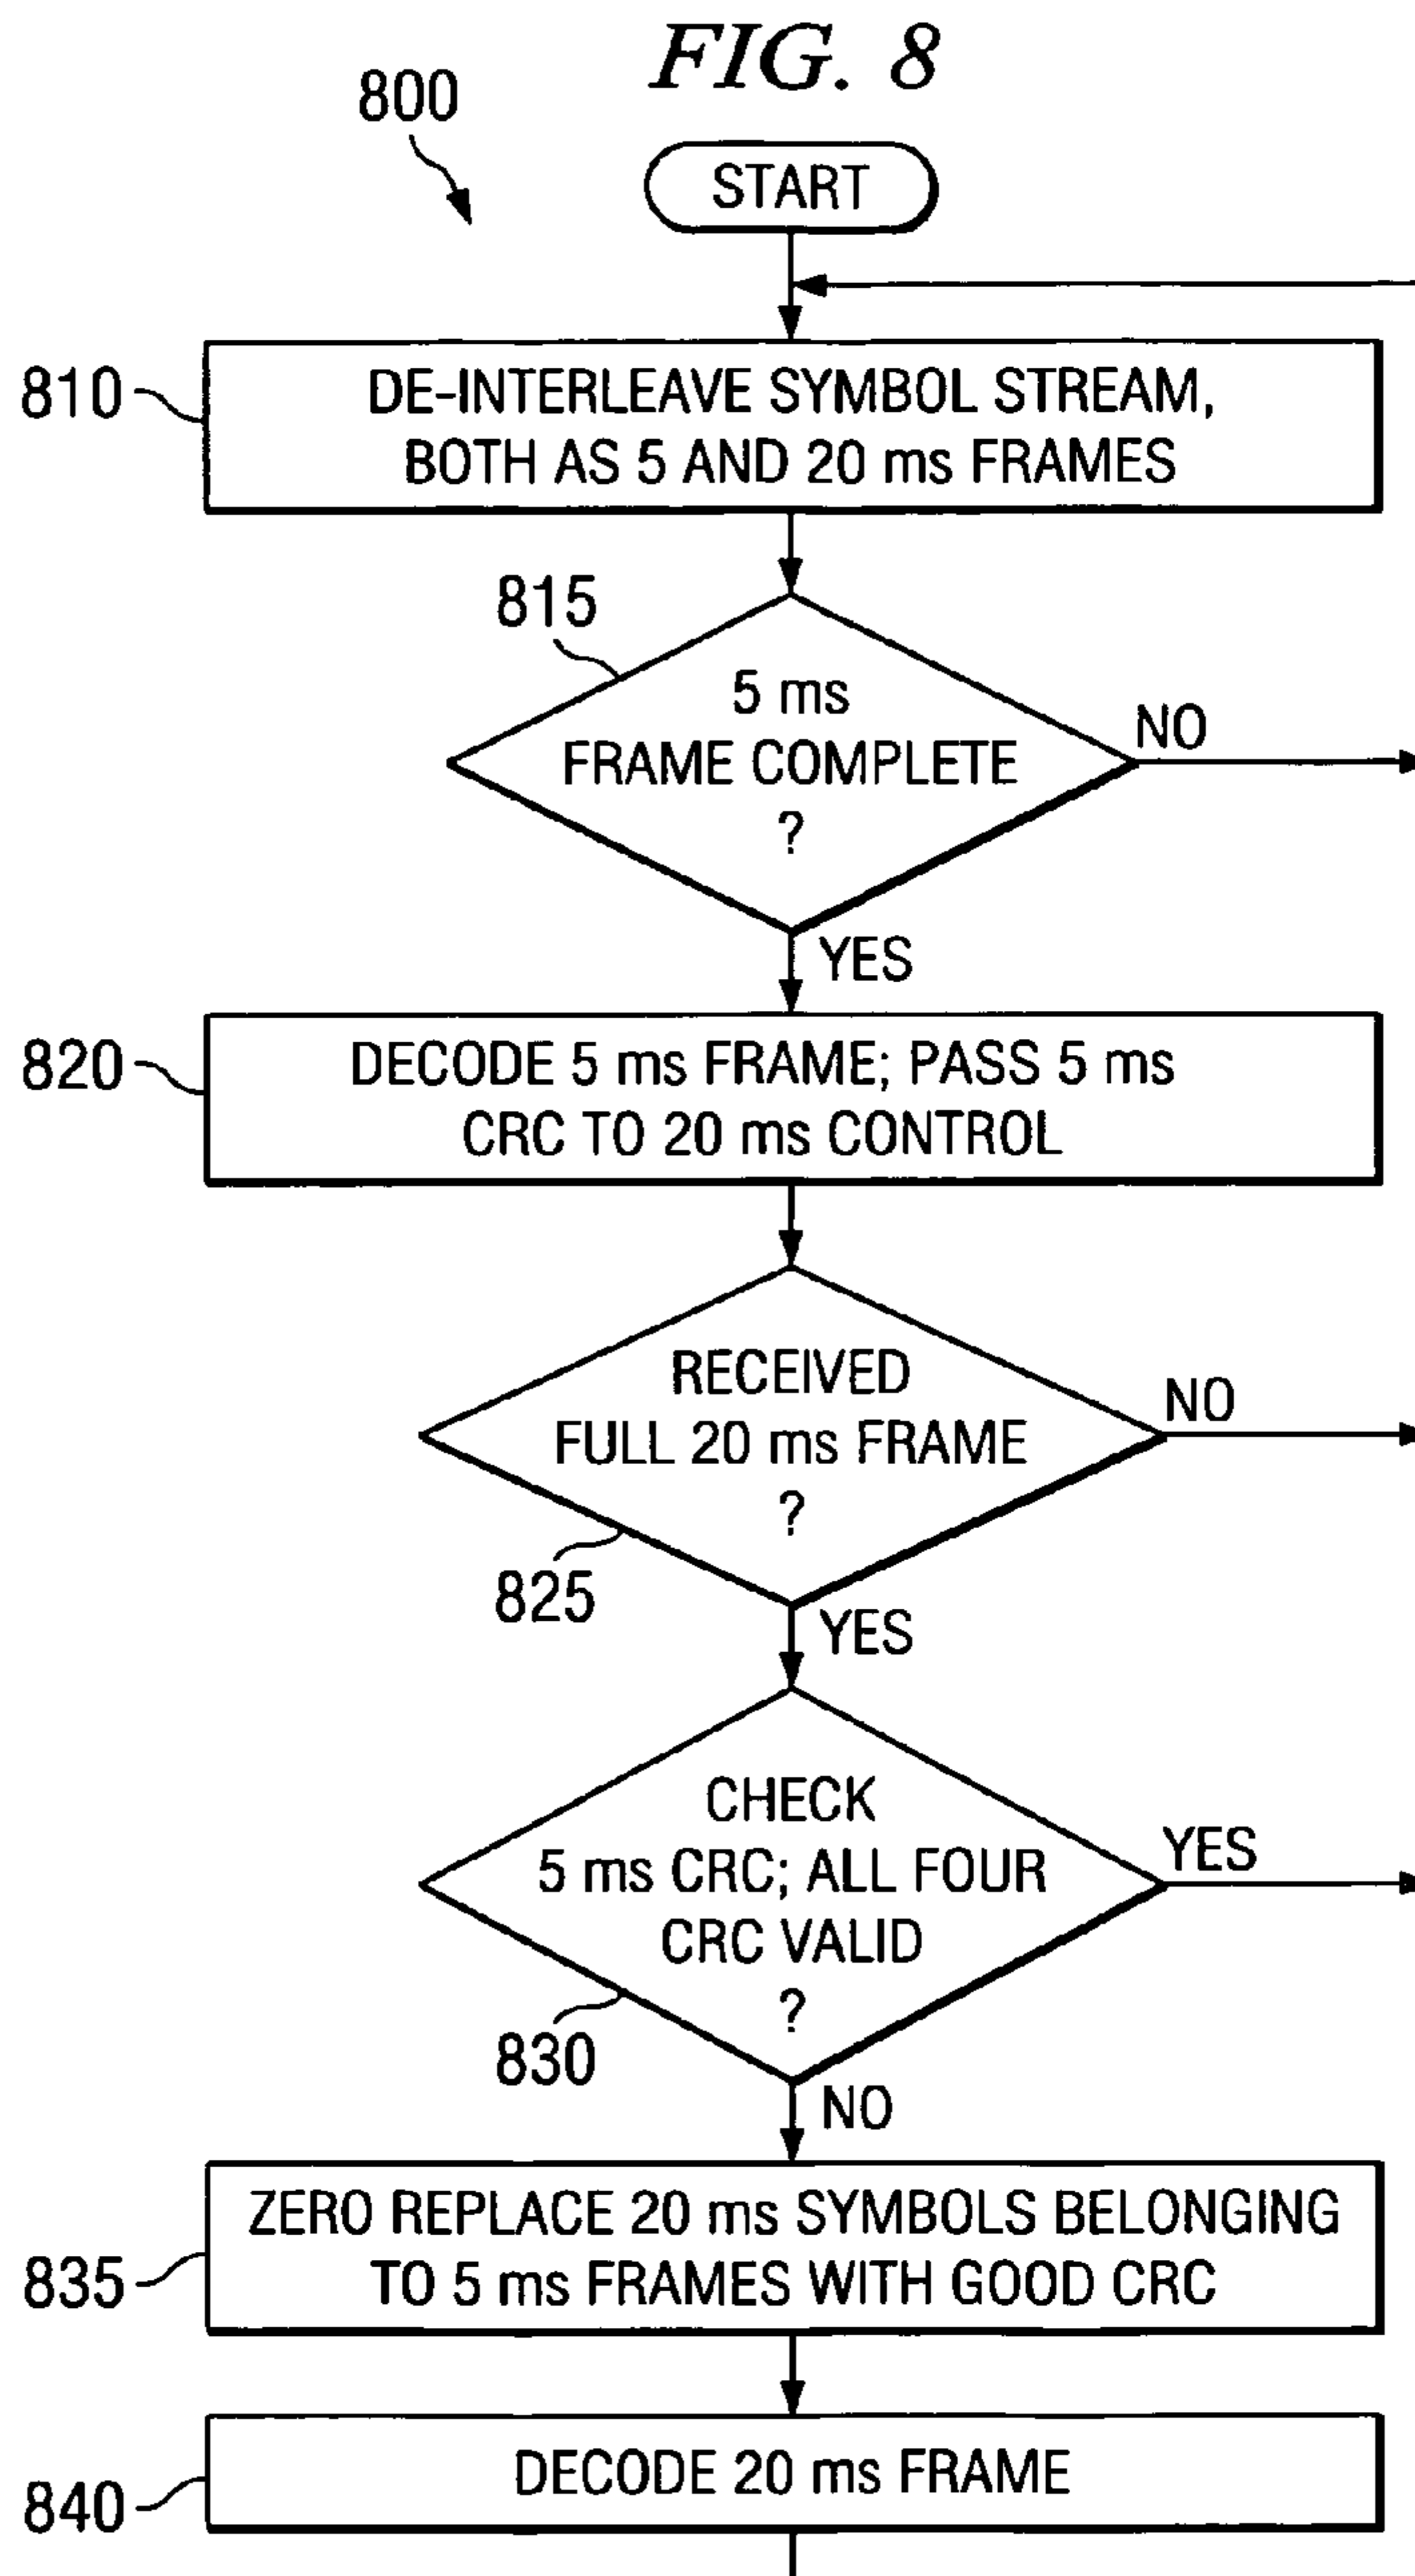 FIG. 8
800
START
810
DE-INTERLEAVE SYMBOL STREAM,
BOTH AS 5 AND 20 ms FRAMES
815
5 ms
FRAME COMPLETE
?
NO
YES
820
DECODE 5 ms FRAME; PASS 5 ms
CRC TO 20 ms CONTROL
RECEIVED
FULL 20 ms FRAME
?
NO
825
YES
CHECK
5 ms CRC; ALL FOUR
CRC VALID
?
YES
830
NO
835
ZERO REPLACE 20 ms SYMBOLS BELONGING
TO 5 ms FRAMES WITH GOOD CRC
840
DECODE 20 ms FRAME